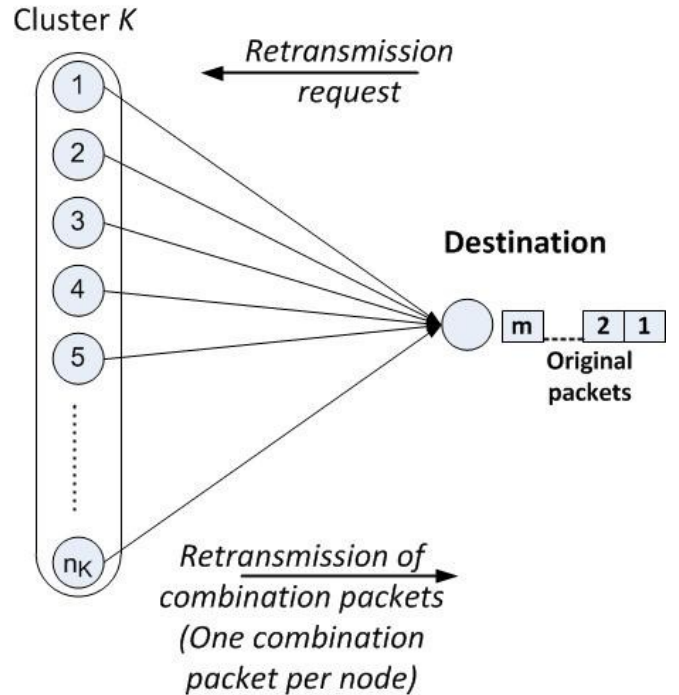 Cluster K
Retransmission
request
1
2
3
4
5
nK
Destination
m
2
1
Original
packets
Retransmission of
combination packets
(One combination
packet per node)